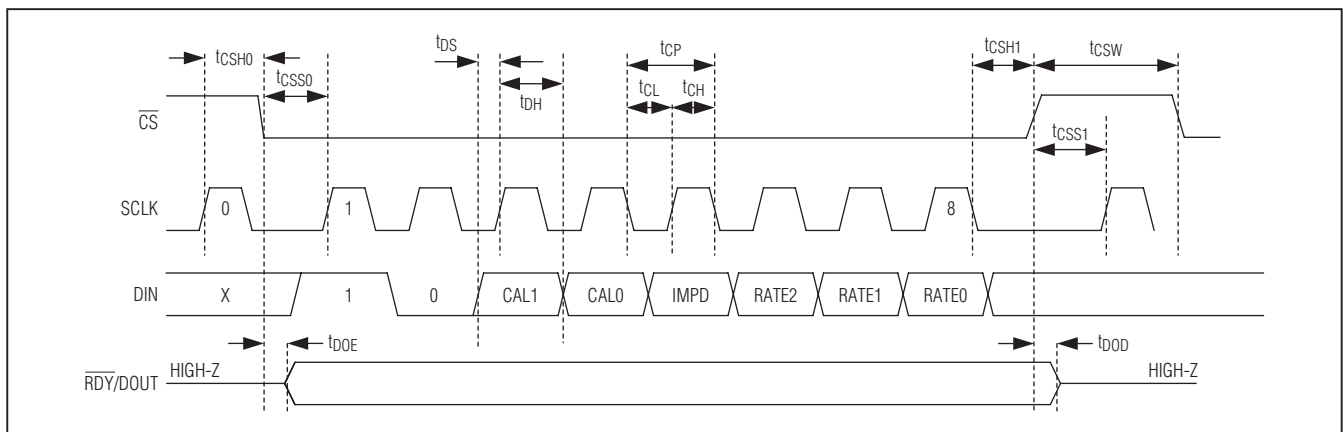 tCSH0 tCSS0 tDS tDH tCP tCL tCH tCSH1 tCSW tCSS1
CS
SCLK 0 1 8
DIN X 1 0 CAL1 CAL0 IMPD RATE2 RATE1 RATE0
tDOE tDOD
RDY/DOUT HIGH-Z HIGH-Z